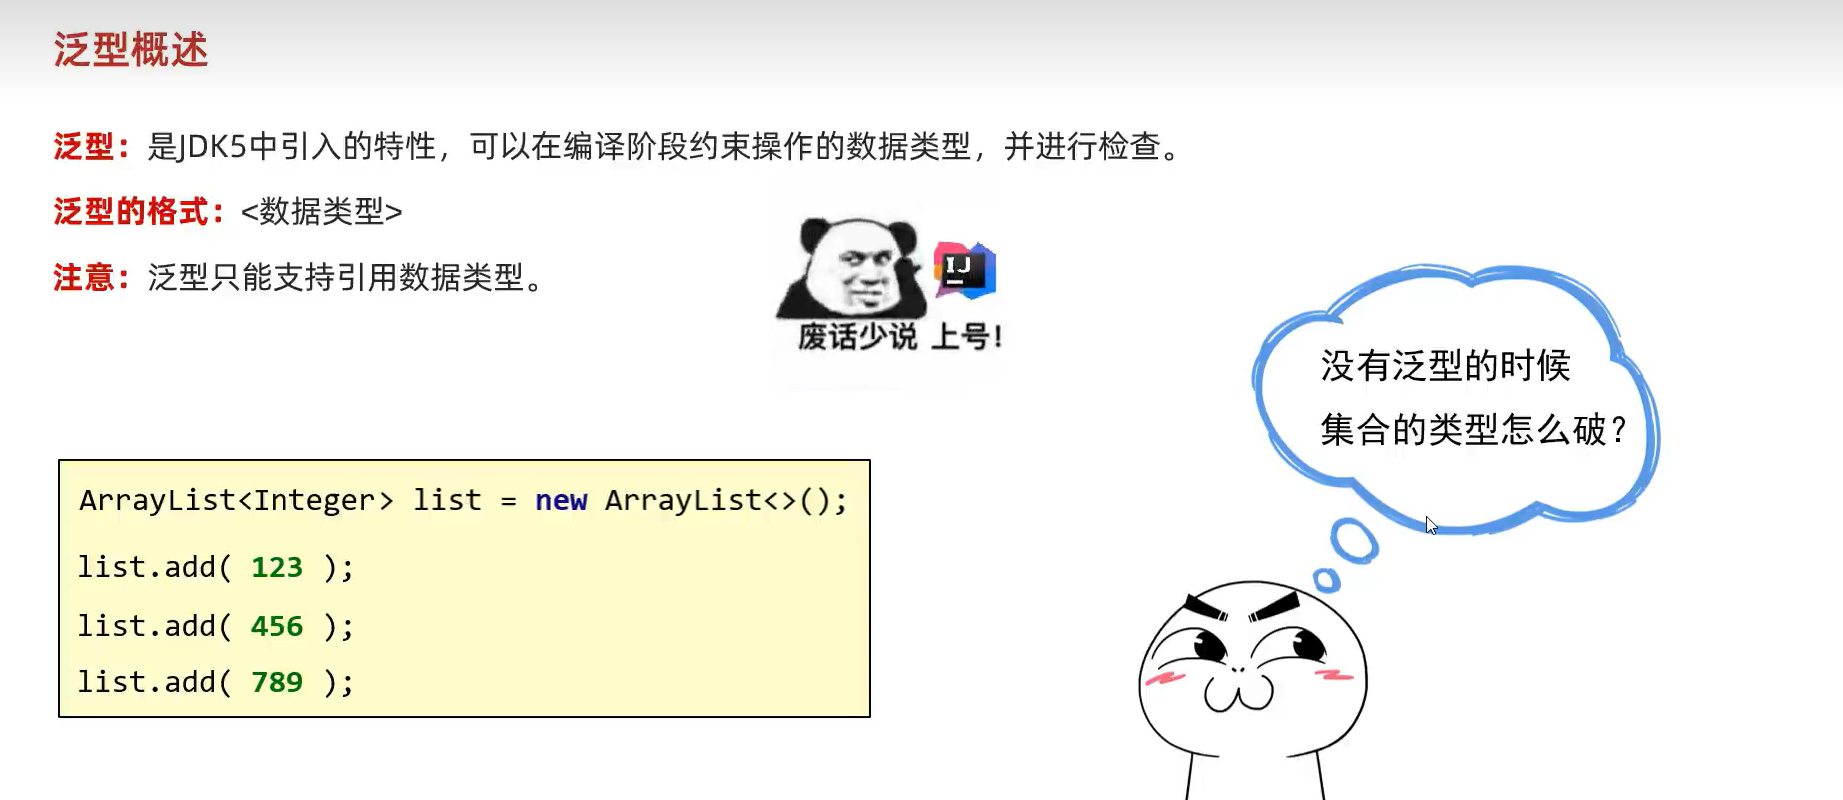 泛型概述
泛型：是JDK5中引入的特性，可以在编译阶段约束操作的数据类型，并进行检查。
泛型的格式：<数据类型>
注意：泛型只能支持引用数据类型。
IJ
废话少说 上号！
没有泛型的时候
集合的类型怎么破？
ArrayList<Integer> list = new ArrayList<>();
list.add( 123 );
list.add( 456 );
list.add( 789 );